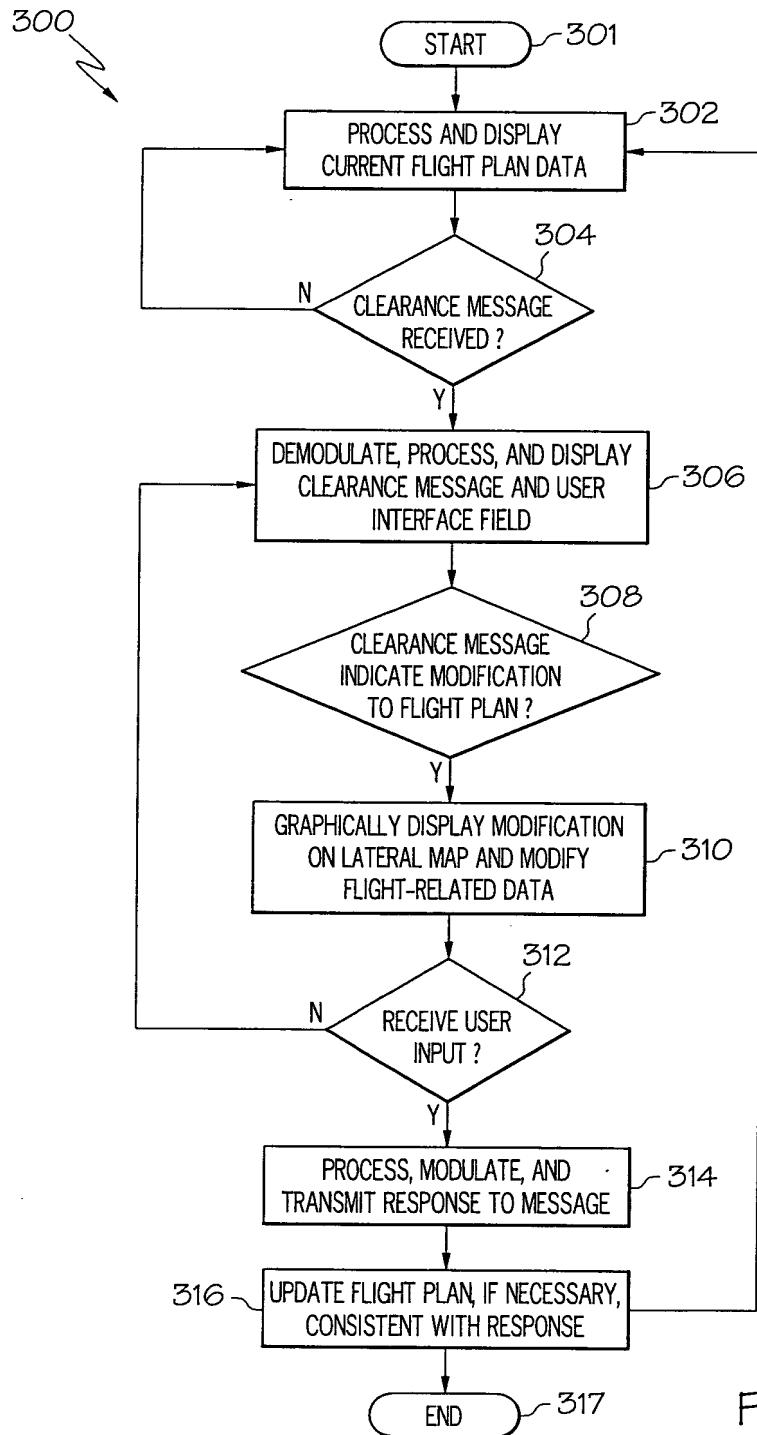 300
START
301
302
PROCESS AND DISPLAY
CURRENT FLIGHT PLAN DATA
304
N
CLEARANCE MESSAGE
RECEIVED ?
Y
DEMODULATE, PROCESS, AND DISPLAY
CLEARANCE MESSAGE AND USER
INTERFACE FIELD
306
308
CLEARANCE MESSAGE
INDICATE MODIFICATION
TO FLIGHT PLAN ?
Y
GRAPHICALLY DISPLAY MODIFICATION
ON LATERAL MAP AND MODIFY
FLIGHT-RELATED DATA
310
312
N
RECEIVE USER
INPUT ?
Y
PROCESS, MODULATE, AND
TRANSMIT RESPONSE TO MESSAGE
314
316
UPDATE FLIGHT PLAN, IF NECESSARY,
CONSISTENT WITH RESPONSE
END
317
F